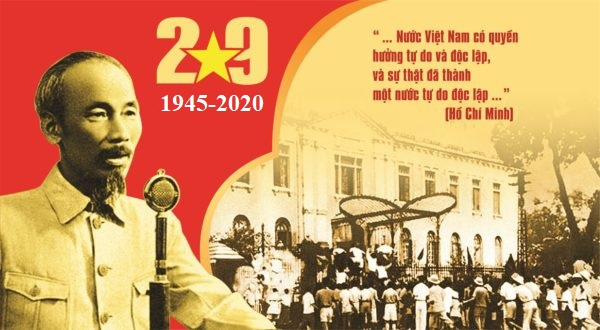 2★9
1945-2020
“ ... Nước Việt Nam có quyền
hưởng tự do và độc lập,
và sự thật đã thành
một nước tự do độc lập ...”
(Hồ Chí Minh)